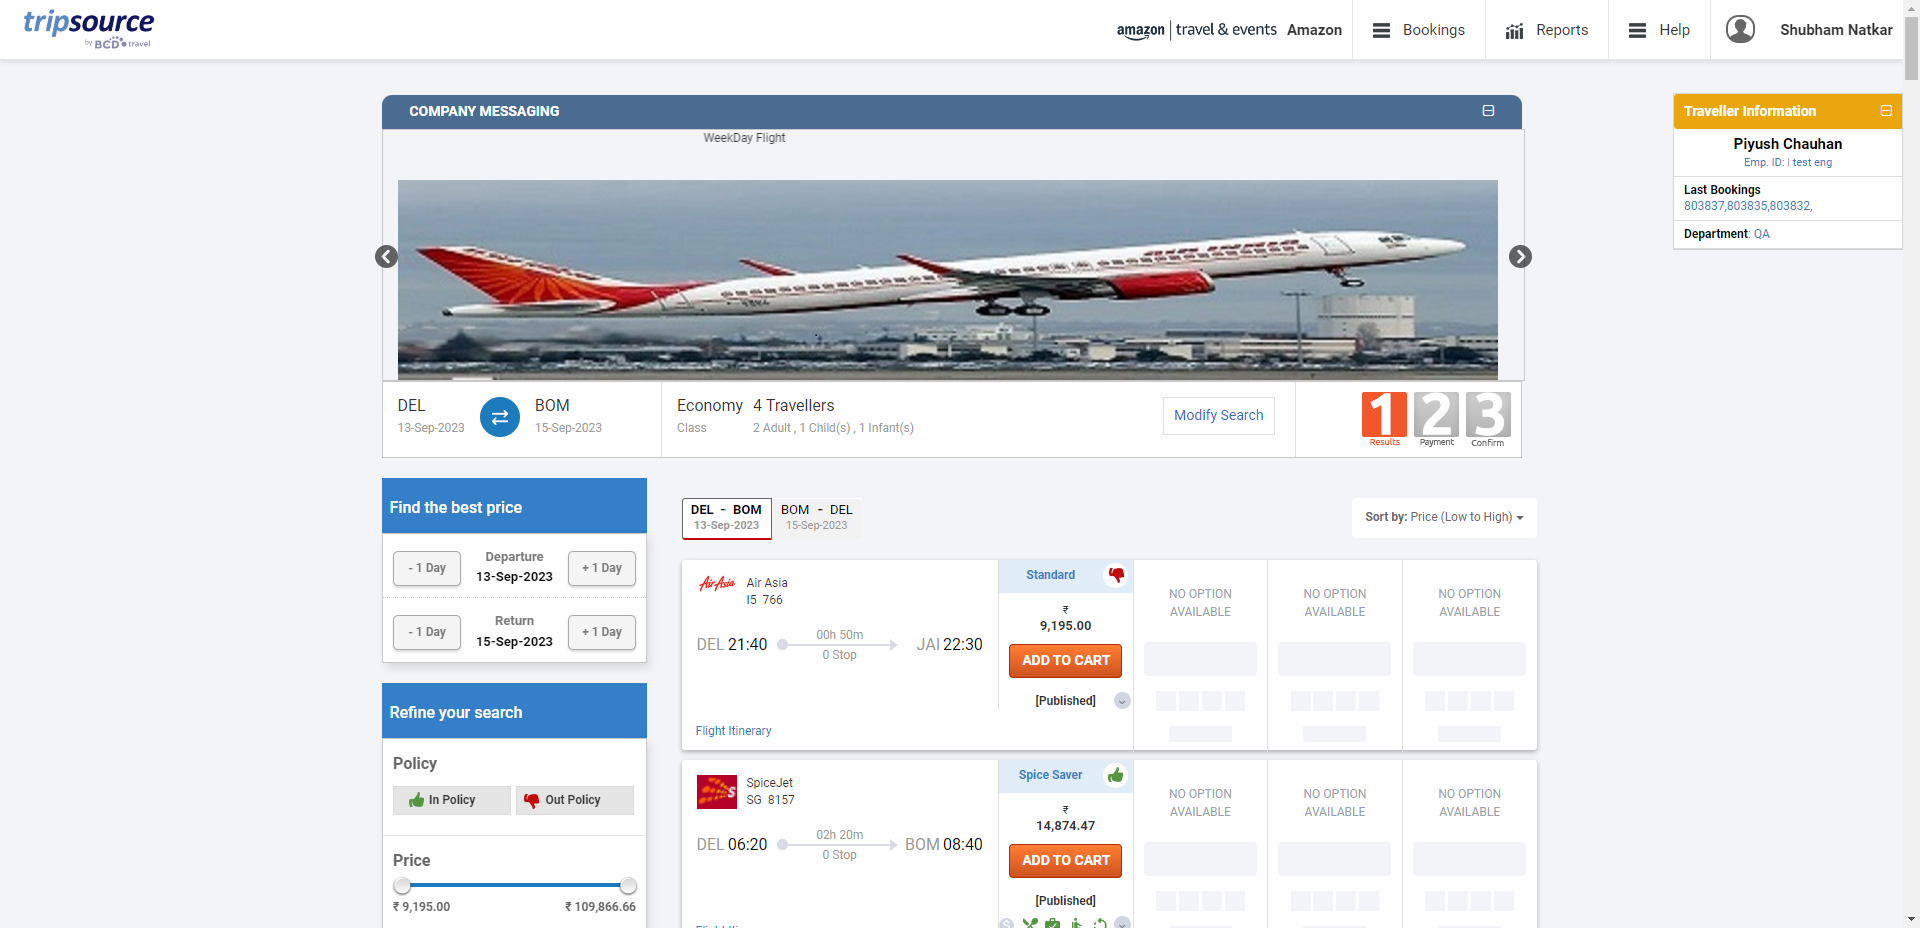 tripsource
by BCD travel
amazon | travel & events Amazon
Bookings
Reports
Help
Shubham Natkar
COMPANY MESSAGING
WeekDay Flight
Traveller Information
Piyush Chauhan
Emp. ID: | test eng
Last Bookings
803837,803835,803832,
Department: QA
DEL
13-Sep-2023
BOM
15-Sep-2023
Economy
Class
4 Travellers
2 Adult , 1 Child(s) , 1 Infant(s)
Modify Search
1
Results
2
Payment
3
Confirm
Find the best price
- 1 Day
Departure
13-Sep-2023
+ 1 Day
- 1 Day
Return
15-Sep-2023
+ 1 Day
Refine your search
Policy
In Policy
Out Policy
Price
₹ 9,195.00
₹ 109,866.66
DEL - BOM
13-Sep-2023
BOM - DEL
15-Sep-2023
Sort by: Price (Low to High)
AirAsia
Air Asia
I5 766
DEL 21:40
00h 50m
0 Stop
JAI 22:30
Flight Itinerary
Standard
₹
9,195.00
ADD TO CART
[Published]
NO OPTION
AVAILABLE
NO OPTION
AVAILABLE
NO OPTION
AVAILABLE
SpiceJet
SG 8157
DEL 06:20
02h 20m
0 Stop
BOM 08:40
Spice Saver
₹
14,874.47
ADD TO CART
[Published]
NO OPTION
AVAILABLE
NO OPTION
AVAILABLE
NO OPTION
AVAILABLE